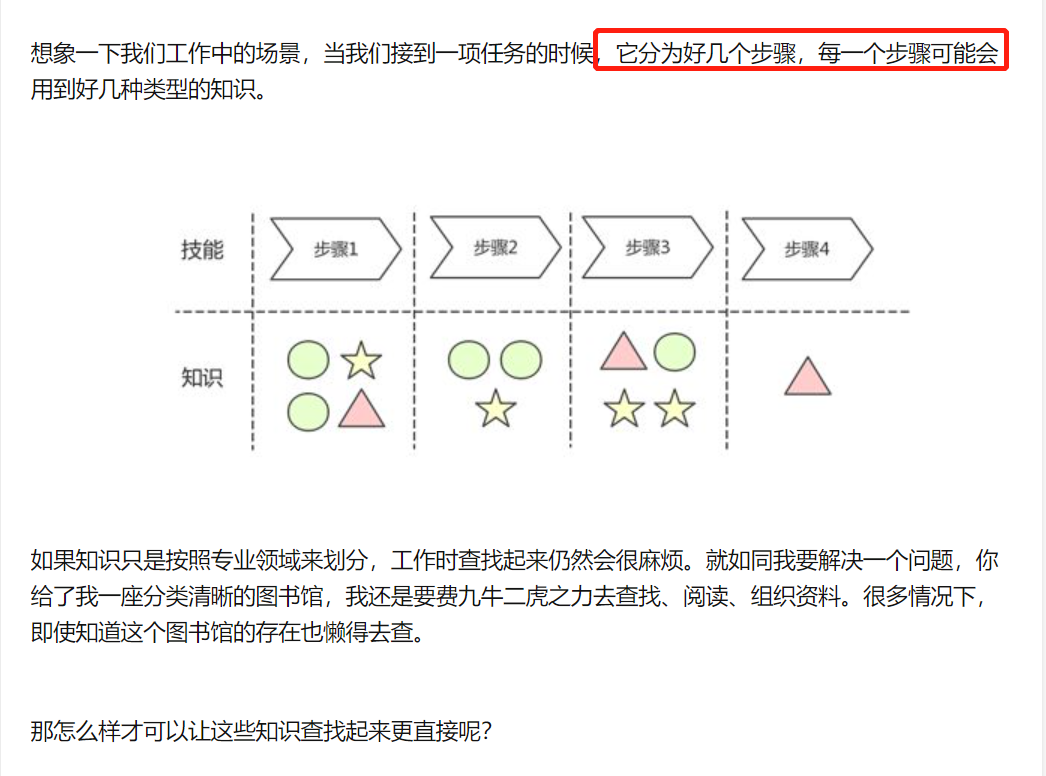 想象一下我们工作中的场景，当我们接到一项任务的时候，它分为好几个步骤，每一个步骤可能会
用到好几种类型的知识。
技能
步骤1
步骤2
步骤3
步骤4
知识
如果知识只是按照专业领域来划分，工作时查找起来仍然会很麻烦。就如同我要解决一个问题，你
给了我一座分类清晰的图书馆，我还是要费九牛二虎之力去查找、阅读、组织资料。很多情况下，
即使知道这个图书馆的存在也懒得去查。
那怎么样才可以让这些知识查找起来更直接呢？